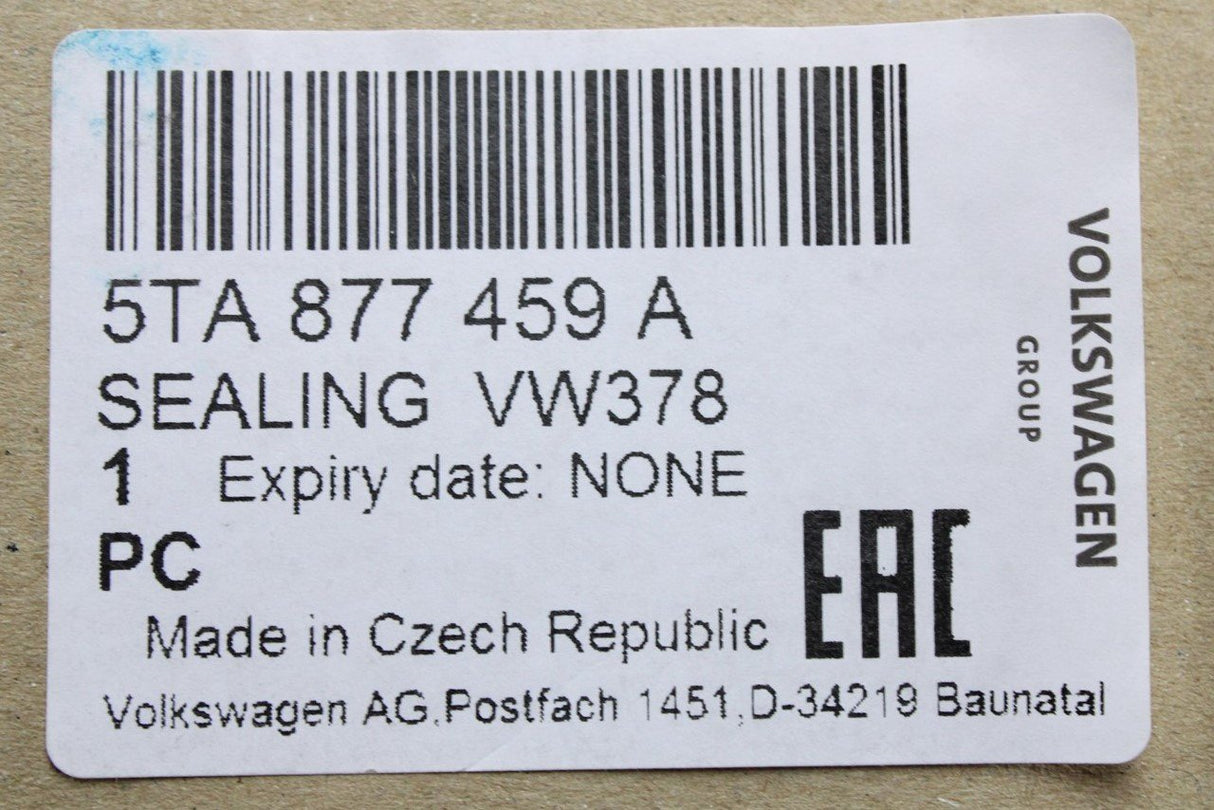 5TA 877 459 A
SEALING VW378
1 Expiry date: NONE
PC
EAC
Made in Czech Republic
Volkswagen AG,Postfach 1451,D-34219 Baunatal
VOLKSWAGEN
GROUP